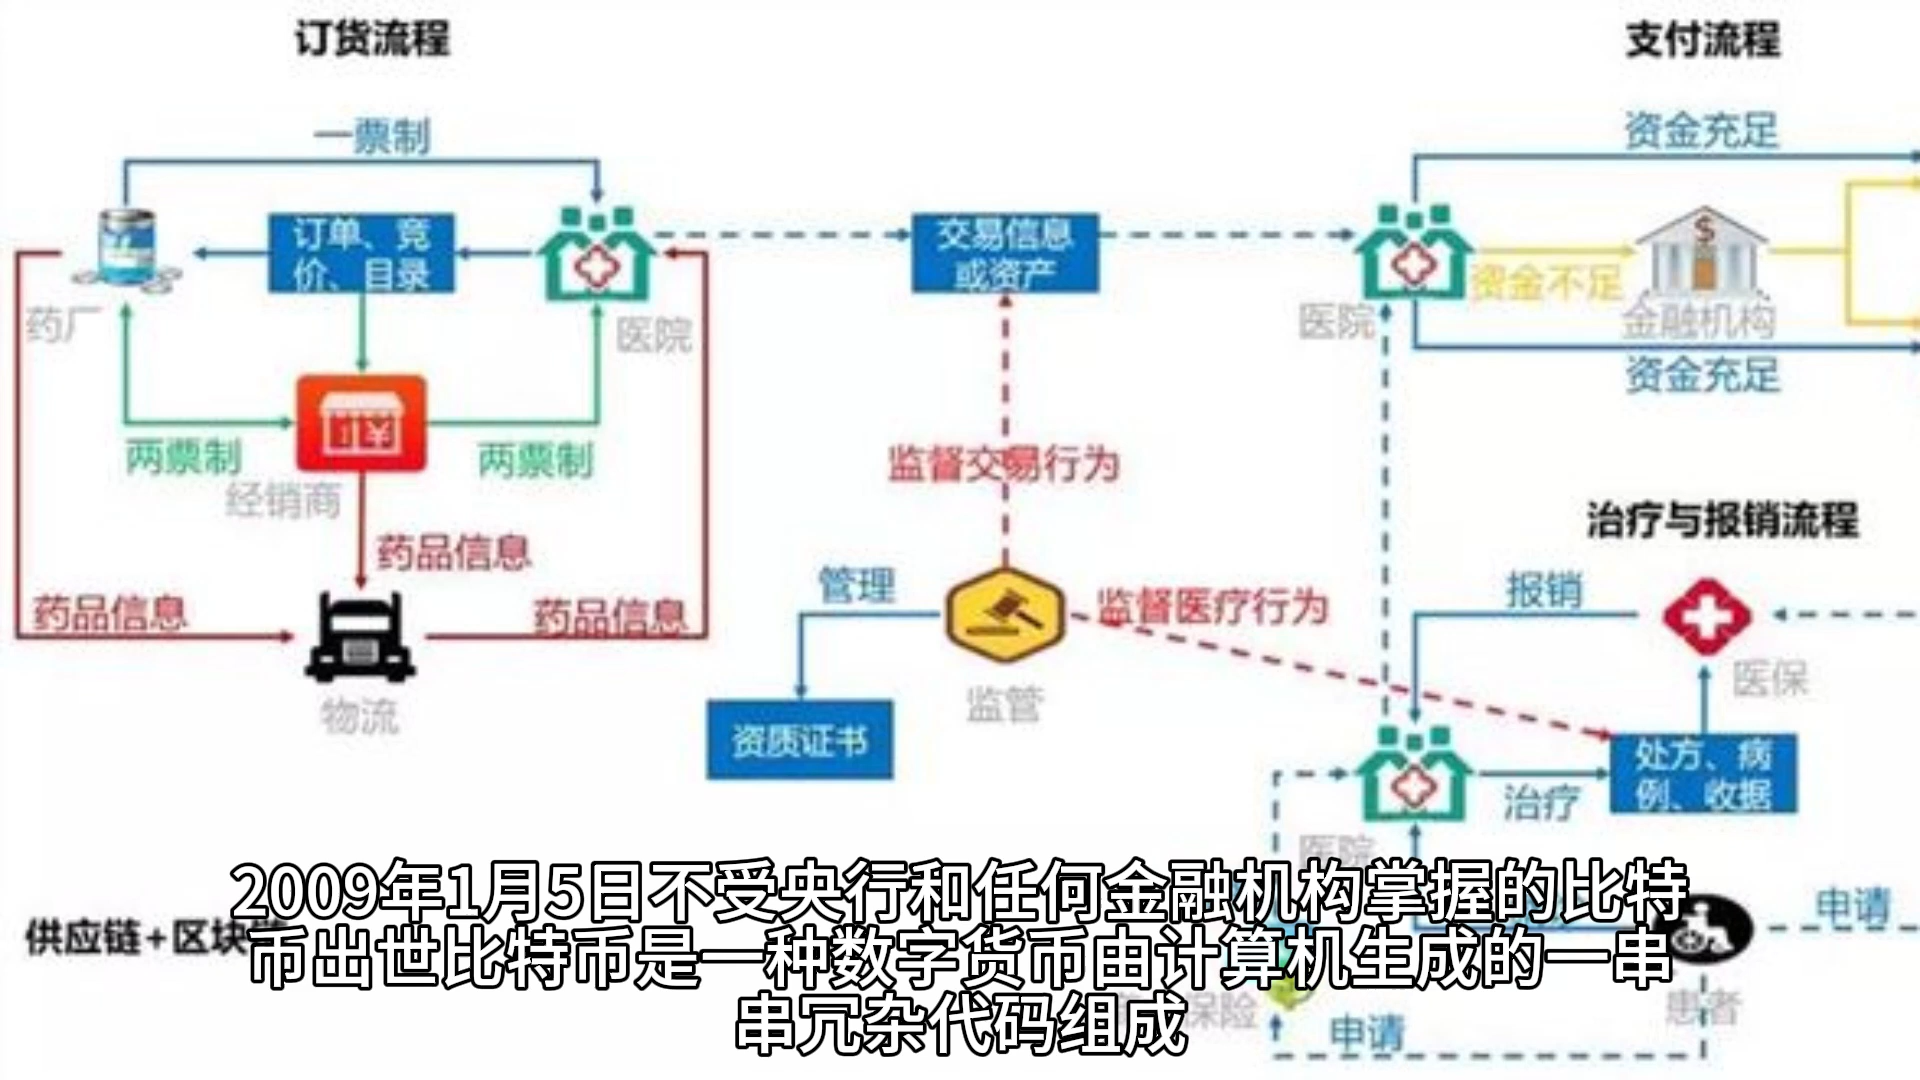 订货流程
支付流程
一票制
资金充足
订单、竞
价、目录
交易信息
或资产
资金不足
药厂
医院
医院
金融机构
资金充足
两票制
两票制
监督交易行为
经销商
治疗与报销流程
药品信息
管理
报销
药品信息
药品信息
监督医疗行为
医保
物流
监管
资质证书
处方、病
例、收据
治疗
医院
申请
供应链+区块链
2009年1月5日不受央行和任何金融机构掌握的比特
币出世比特币是一种数字货币由计算机生成的一串
串冗杂代码组成
保险
患者
申请